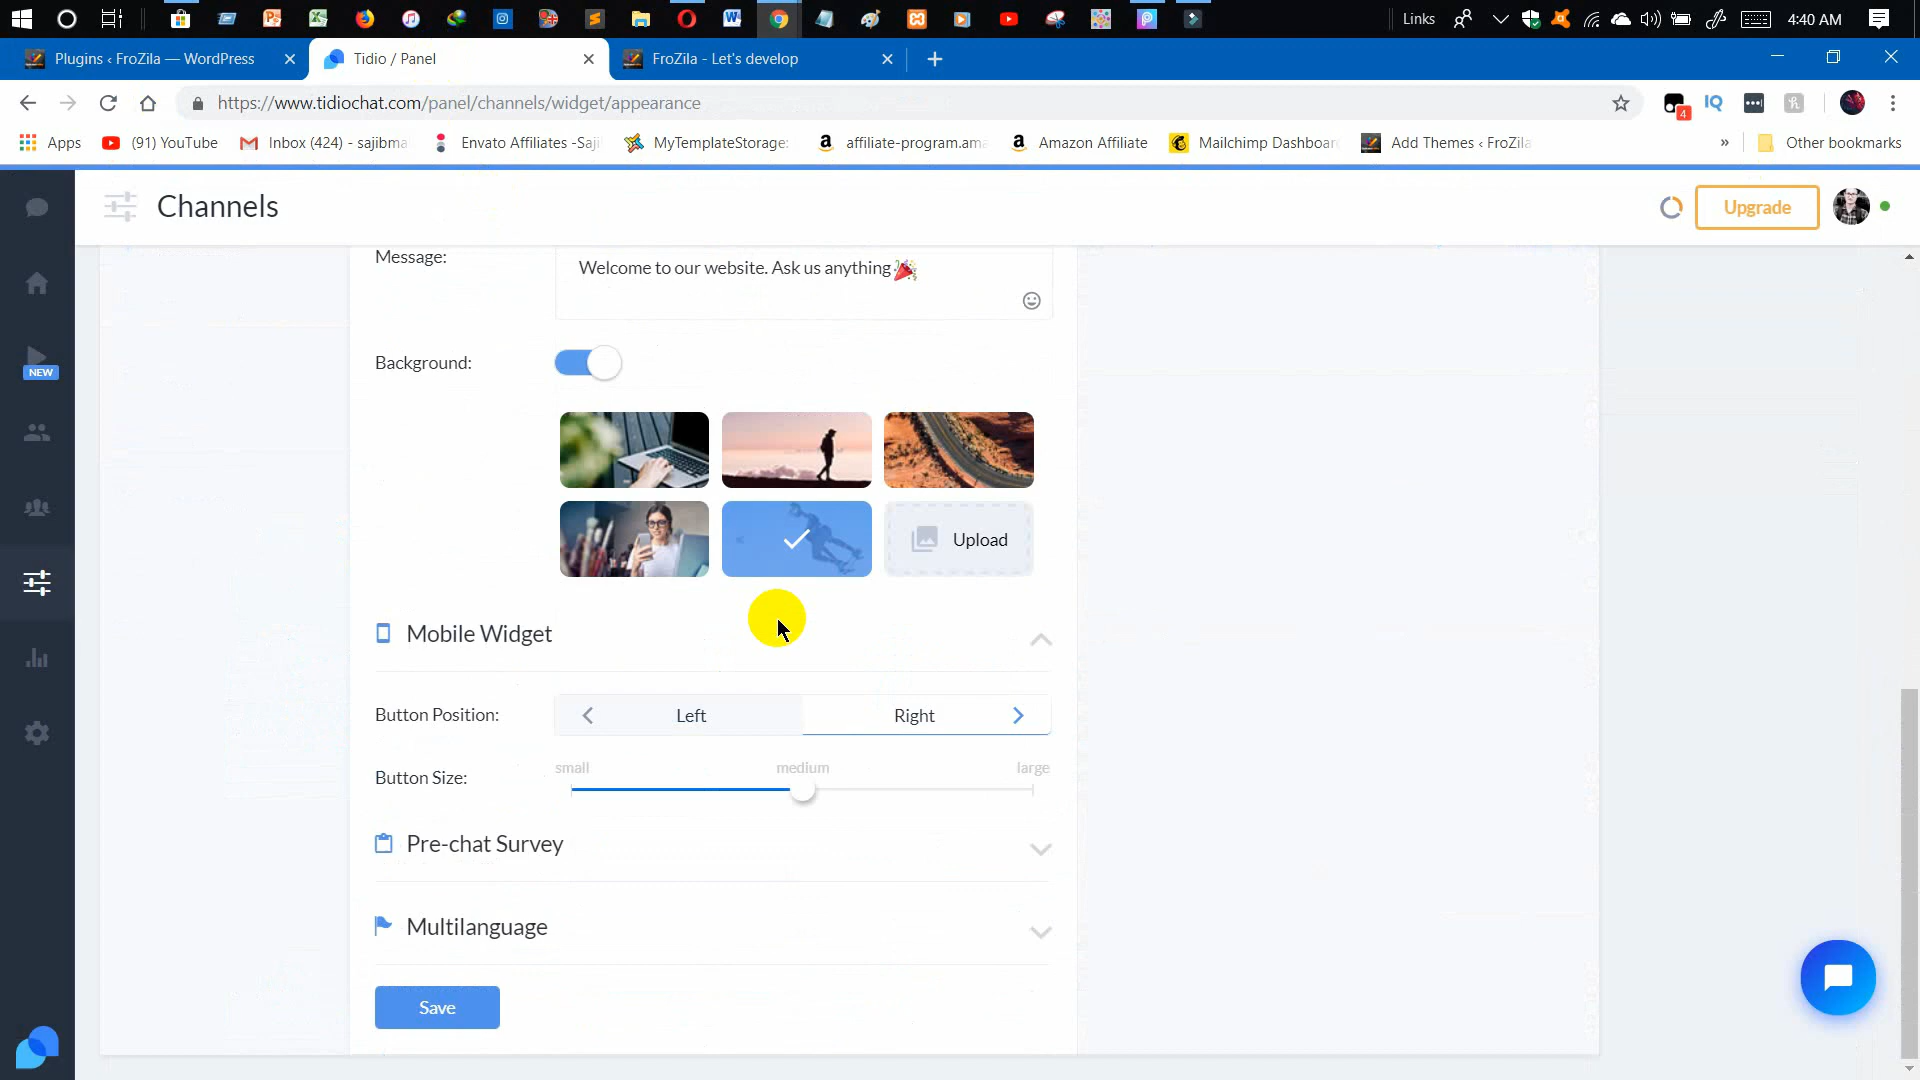 Links
4:40 AM
Plugins ‹ FroZila — WordPress
Tidio / Panel
FroZila - Let's develop
https://www.tidiochat.com/panel/channels/widget/appearance
4
IQ
Apps
(91) YouTube
Inbox (424) - sajibma
Envato Affiliates -Saji
MyTemplateStorage:
affiliate-program.ama
Amazon Affiliate
Mailchimp Dashboar
Add Themes ‹ FroZila
»
Other bookmarks
Channels
Upgrade
NEW
Message:
Welcome to our website. Ask us anything🎉
Background:
Upload
Mobile Widget
Button Position:
Left
Right
small
medium
large
Button Size:
Pre-chat Survey
Multilanguage
Save